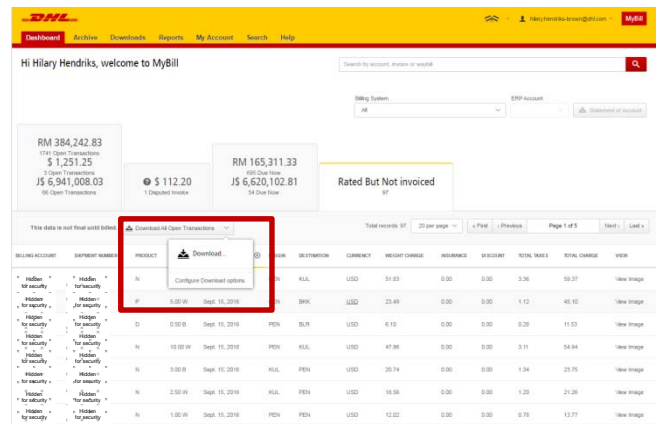 DHL
hilary.hendriks-brown@dhl.com
MyBill
Dashboard Archive Downloads Reports My Account Search Help
Hi Hilary Hendriks, welcome to MyBill
Search by account, invoice or waybill
Billing System
ERP Account
All
Statement of Account
RM 384,242.83
1741 Open Transactions
$ 1,251.25
3 Open Transactions
J$ 6,941,008.03
66 Open Transactions
$ 112.20
1 Disputed Invoice
RM 165,311.33
695 Due Now
J$ 6,620,102.81
54 Due Now
Rated But Not invoiced
97
This data is not final until billed. Download All Open Transactions
Total records: 97 20 per page « First ‹ Previous Page 1 of 5 Next › Last »
Download...
Configure Download options
BILLING ACCOUNT SHIPMENT NUMBER PRODUCT ORIGIN DESTINATION CURRENCY WEIGHT CHARGE INSURANCE DISCOUNT TOTAL TAXES TOTAL CHARGE VIEW
Hidden for security Hidden for security N PEN KUL USD 51.83 0.00 0.00 3.36 59.37 View Image
Hidden for security Hidden for security P 5.00 W Sept. 15, 2016 PEN BKK USD 23.48 0.00 0.00 1.12 40.10 View Image
Hidden for security Hidden for security D 0.50 B Sept. 15, 2016 PEN BLR USD 6.10 0.00 0.00 0.28 11.53 View Image
Hidden for security Hidden for security N 10.00 W Sept. 15, 2016 PEN KUL USD 47.96 0.00 0.00 3.11 54.94 View Image
Hidden for security Hidden for security N 3.00 B Sept. 15, 2016 KUL PEN USD 20.74 0.00 0.00 1.34 23.75 View Image
Hidden for security Hidden for security N 2.50 W Sept. 15, 2016 KUL PEN USD 18.56 0.00 0.00 1.20 21.26 View Image
Hidden for security Hidden for security N 1.00 W Sept. 15, 2016 PEN PEN USD 12.02 0.00 0.00 0.78 13.77 View Image